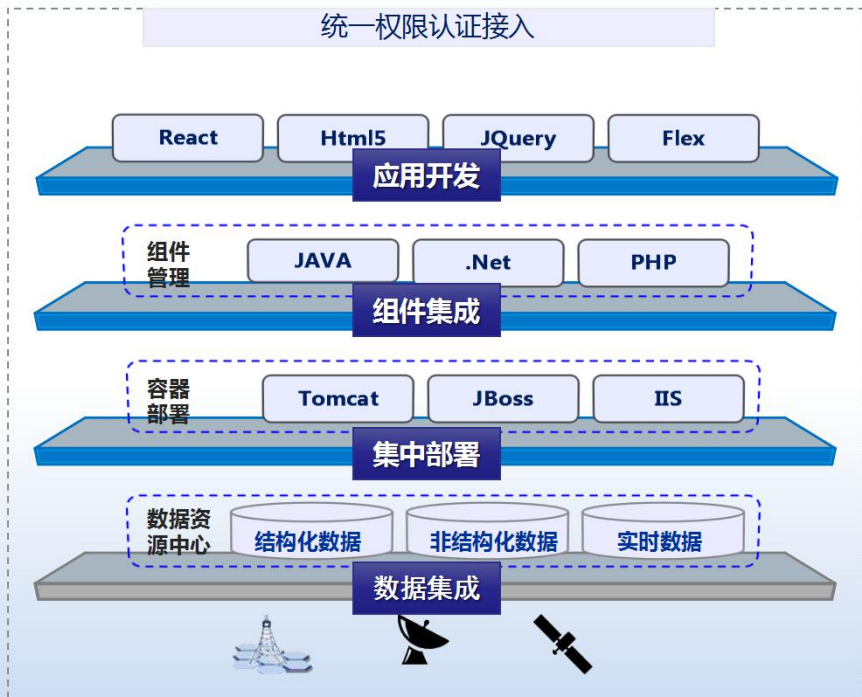 统一权限认证接入
React
Html5
JQuery
Flex
应用开发
组件
管理
JAVA
.Net
PHP
组件集成
容器
部署
Tomcat
JBoss
IIS
集中部署
数据资
源中心
结构化数据
非结构化数据
实时数据
数据集成